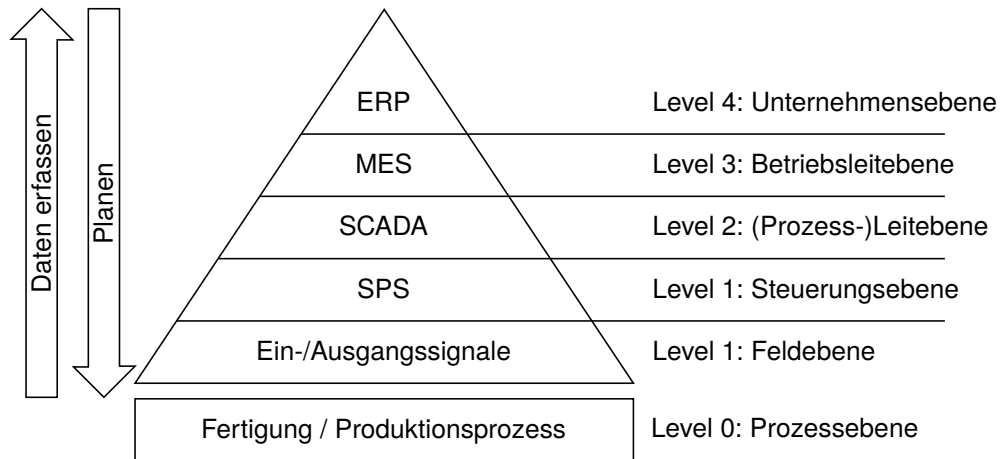 Daten erfassen
Planen
ERP
Level 4: Unternehmensebene
MES
Level 3: Betriebsleitebene
SCADA
Level 2: (Prozess-)Leitebene
SPS
Level 1: Steuerungsebene
Ein-/Ausgangssignale
Level 1: Feldebene
Fertigung / Produktionsprozess
Level 0: Prozessebene